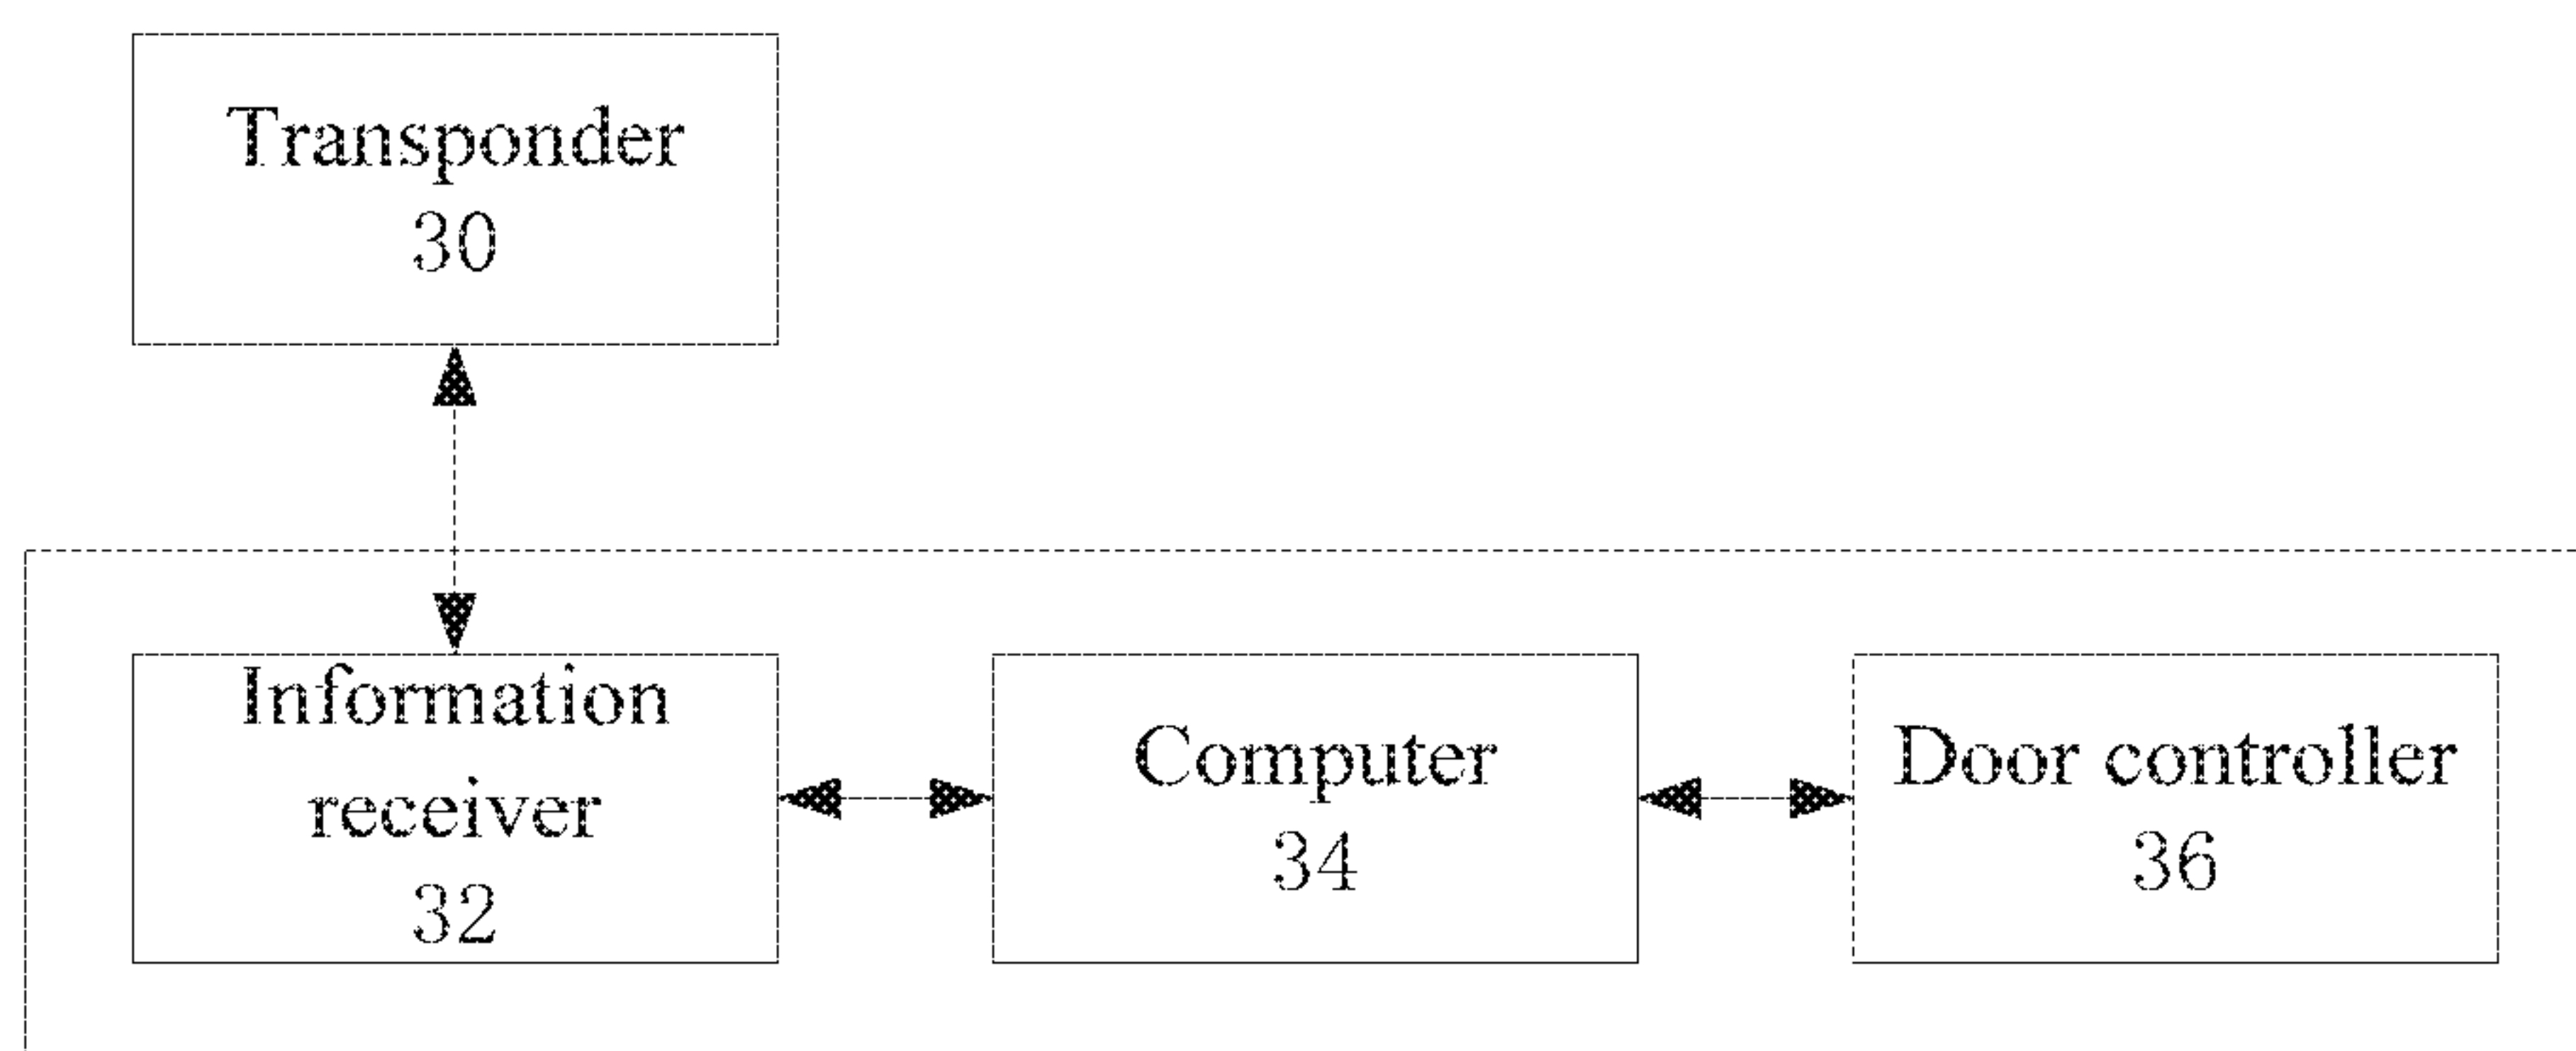 Transponder
30
Information
receiver
32
Computer
34
Door controller
36